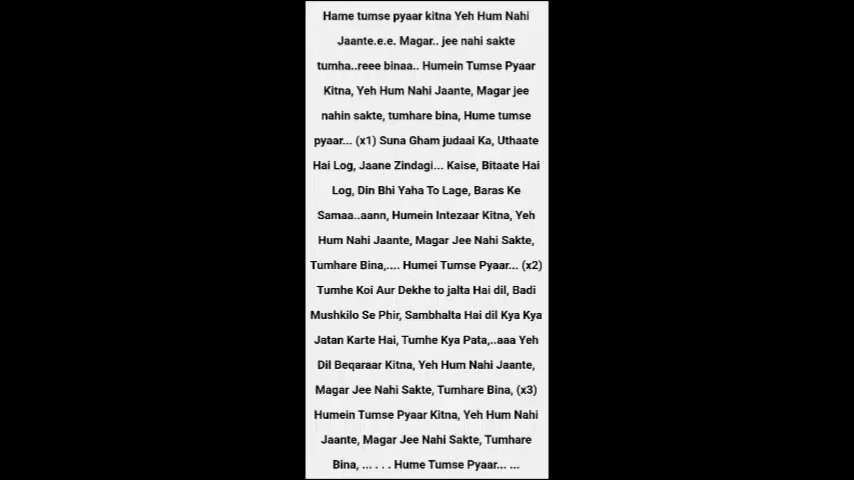 Hame tumse pyaar kitna Yeh Hum Nahi
Jaante.e.e. Magar.. jee nahi sakte
tumha..reee binaa.. Humein Tumse Pyaar
Kitna, Yeh Hum Nahi Jaante, Magar jee
nahin sakte, tumhare bina, Hume tumse
pyaar... (x1) Suna Gham judaai Ka, Uthaate
Hai Log, Jaane Zindagi... Kaise, Bitaate Hai
Log, Din Bhi Yaha To Lage, Baras Ke
Samaa..aann, Humein Intezaar Kitna, Yeh
Hum Nahi Jaante, Magar Jee Nahi Sakte,
Tumhare Bina,.... Humei Tumse Pyaar... (x2)
Tumhe Koi Aur Dekhe to jalta Hai dil, Badi
Mushkilo Se Phir, Sambhalta Hai dil Kya Kya
Jatan Karte Hai, Tumhe Kya Pata,..aaa Yeh
Dil Beqaraar Kitna, Yeh Hum Nahi Jaante,
Magar Jee Nahi Sakte, Tumhare Bina, (x3)
Humein Tumse Pyaar Kitna, Yeh Hum Nahi
Jaante, Magar Jee Nahi Sakte, Tumhare
Bina, ... . . . Hume Tumse Pyaar... ...